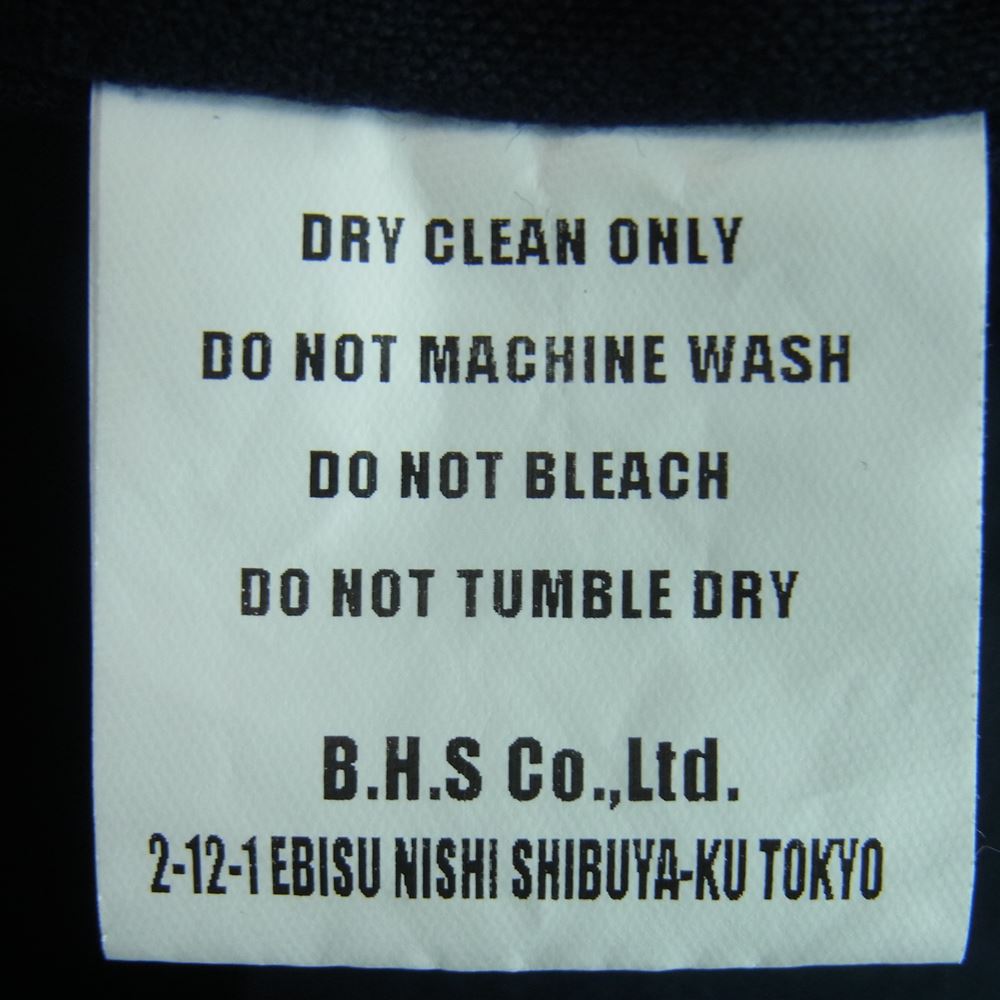 DRY CLEAN ONLY
DO NOT MACHINE WASH
DO NOT BLEACH
DO NOT TUMBLE DRY
B.H.S Co.,Ltd.
2-12-1 EBISU NISHI SHIBUYA-KU TOKYO